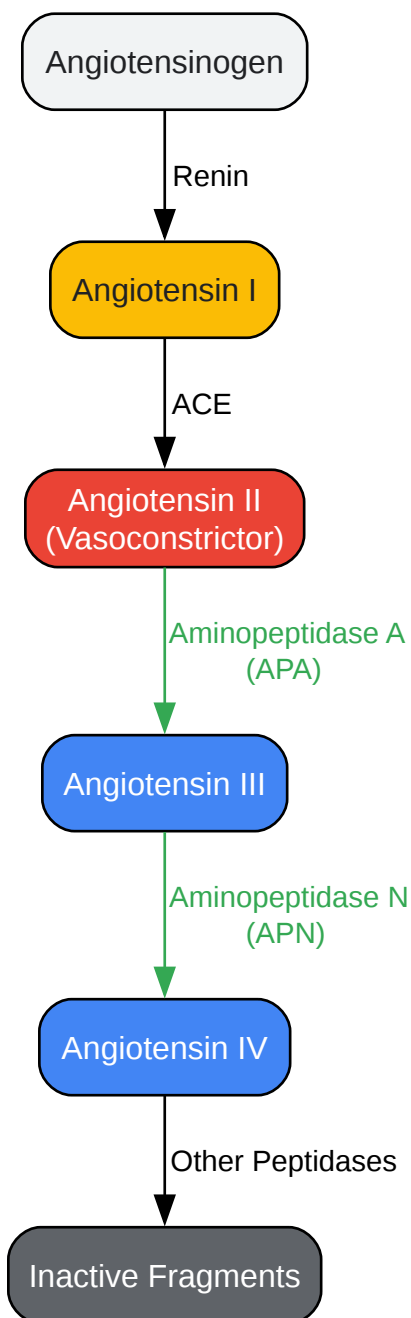 Angiotensinogen
Renin
Angiotensin I
ACE
Angiotensin II
(Vasoconstrictor)
Aminopeptidase A
(APA)
Angiotensin III
Aminopeptidase N
(APN)
Angiotensin IV
Other Peptidases
Inactive Fragments